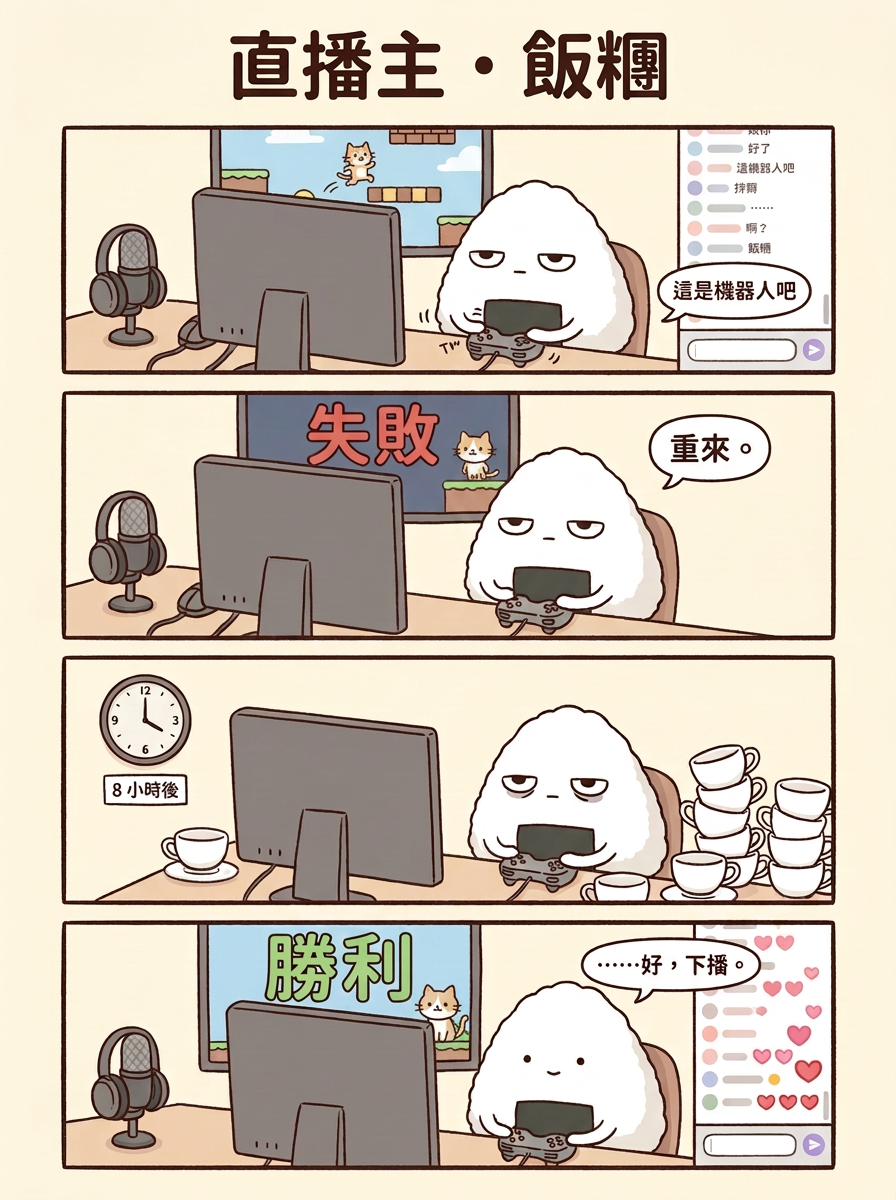 直播主・飯糰
好了
這機器人吧
……
啊？
飯糰
這是機器人吧
失敗
重來。
12
9
3
6
8小時後
勝利
……好，下播。